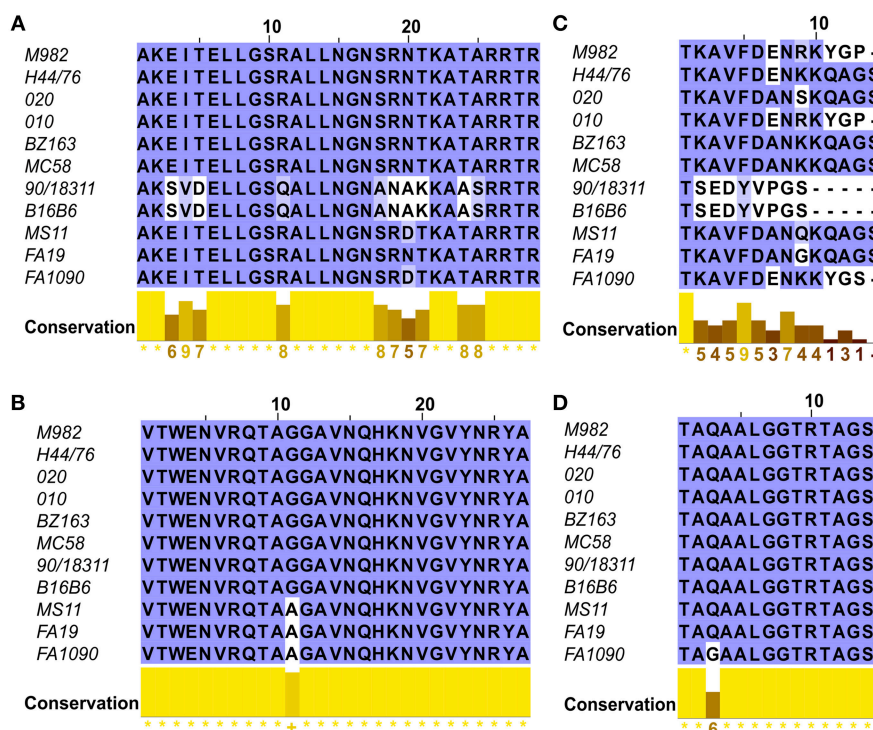 A
10 20
M982 AKEITELLGSRALLNGNSRNTKATARRTR
H44/76 AKEITELLGSRALLNGNSRNTKATARRTR
020 AKEITELLGSRALLNGNSRNTKATARRTR
010 AKEITELLGSRALLNGNSRNTKATARRTR
BZ163 AKEITELLGSRALLNGNSRNTKATARRTR
MC58 AKEITELLGSRALLNGNSRNTKATARRTR
90/18311 AKSVDELLGSQALLNGNANAKKAASRRTR
B16B6 AKSVDELLGSQALLNGNANAKKAASRRTR
MS11 AKEITELLGSRALLNGNSRDTKATARRTR
FA19 AKEITELLGSRALLNGNSRNTKATARRTR
FA1090 AKEITELLGSRALLNGNSRDTKATARRTR
Conservation
**697*****8******8757**88****
B
10 20
M982 VTWENVRQTAGGAVNQHKNVGVYNRYA
H44/76 VTWENVRQTAGGAVNQHKNVGVYNRYA
020 VTWENVRQTAGGAVNQHKNVGVYNRYA
010 VTWENVRQTAGGAVNQHKNVGVYNRYA
BZ163 VTWENVRQTAGGAVNQHKNVGVYNRYA
MC58 VTWENVRQTAGGAVNQHKNVGVYNRYA
90/18311 VTWENVRQTAGGAVNQHKNVGVYNRYA
B16B6 VTWENVRQTAGGAVNQHKNVGVYNRYA
MS11 VTWENVRQTAAGAVNQHKNVGVYNRYA
FA19 VTWENVRQTAAGAVNQHKNVGVYNRYA
FA1090 VTWENVRQTAAGAVNQHKNVGVYNRYA
Conservation
**********+****************
C
10
M982 TKAVFDENRKYGP-
H44/76 TKAVFDENRKQAGS
020 TKAVFDANSKQAGS
010 TKAVFDENRKYGP-
BZ163 TKAVFDANKKQAGS
MC58 TKAVFDANKKQAGS
90/18311 TSEDYVPGS-----
B16B6 TSEDYVPGS-----
MS11 TKAVFDANQKQAGS
FA19 TKAVFDANGKQAGS
FA1090 TKAVFDENKKYGS-
Conservation
*545953744131-
D
10
M982 TAQAALGGTRTAGS
H44/76 TAQAALGGTRTAGS
020 TAQAALGGTRTAGS
010 TAQAALGGTRTAGS
BZ163 TAQAALGGTRTAGS
MC58 TAQAALGGTRTAGS
90/18311 TAQAALGGTRTAGS
B16B6 TAQAALGGTRTAGS
MS11 TAQAALGGTRTAGS
FA19 TAQAALGGTRTAGS
FA1090 TAGAALGGTRTAGS
Conservation
**6***********